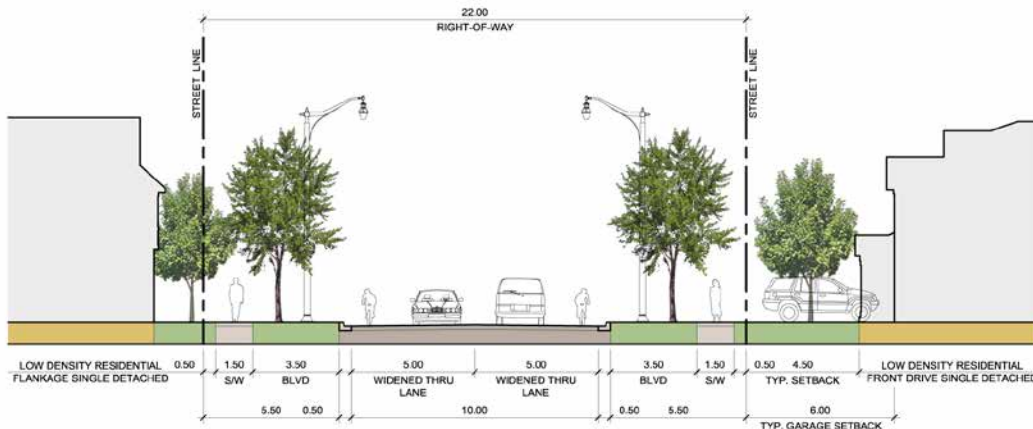 22.00
RIGHT-OF-WAY
STREET LINE
STREET LINE
LOW DENSITY RESIDENTIAL
FLANKAGE SINGLE DETACHED
0.50
1.50
S/W
3.50
BLVD
5.00
WIDENED THRU
LANE
5.00
WIDENED THRU
LANE
3.50
BLVD
1.50
S/W
0.50
4.50
TYP. SETBACK
LOW DENSITY RESIDENTIAL
FRONT DRIVE SINGLE DETACHED
5.50
0.50
10.00
0.50
5.50
6.00
TYP. GARAGE SETBACK